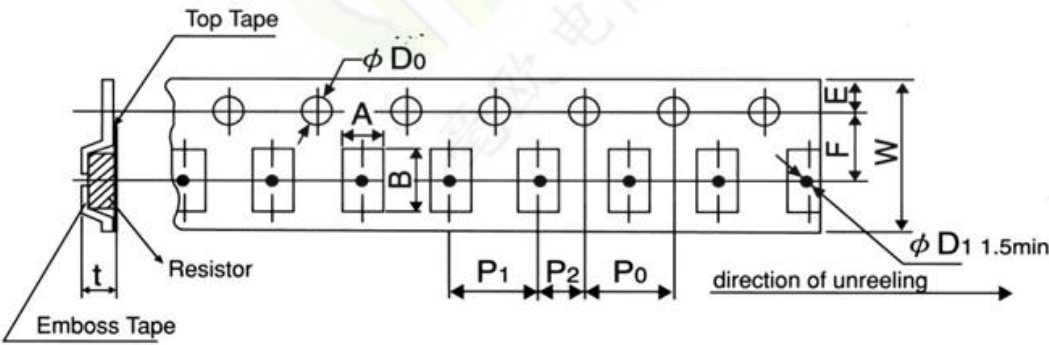 Top Tape
φ D0
A
B
E
F
W
φ D1 1.5min
P1
P2
P0
t
Resistor
direction of unreeling
Emboss Tape